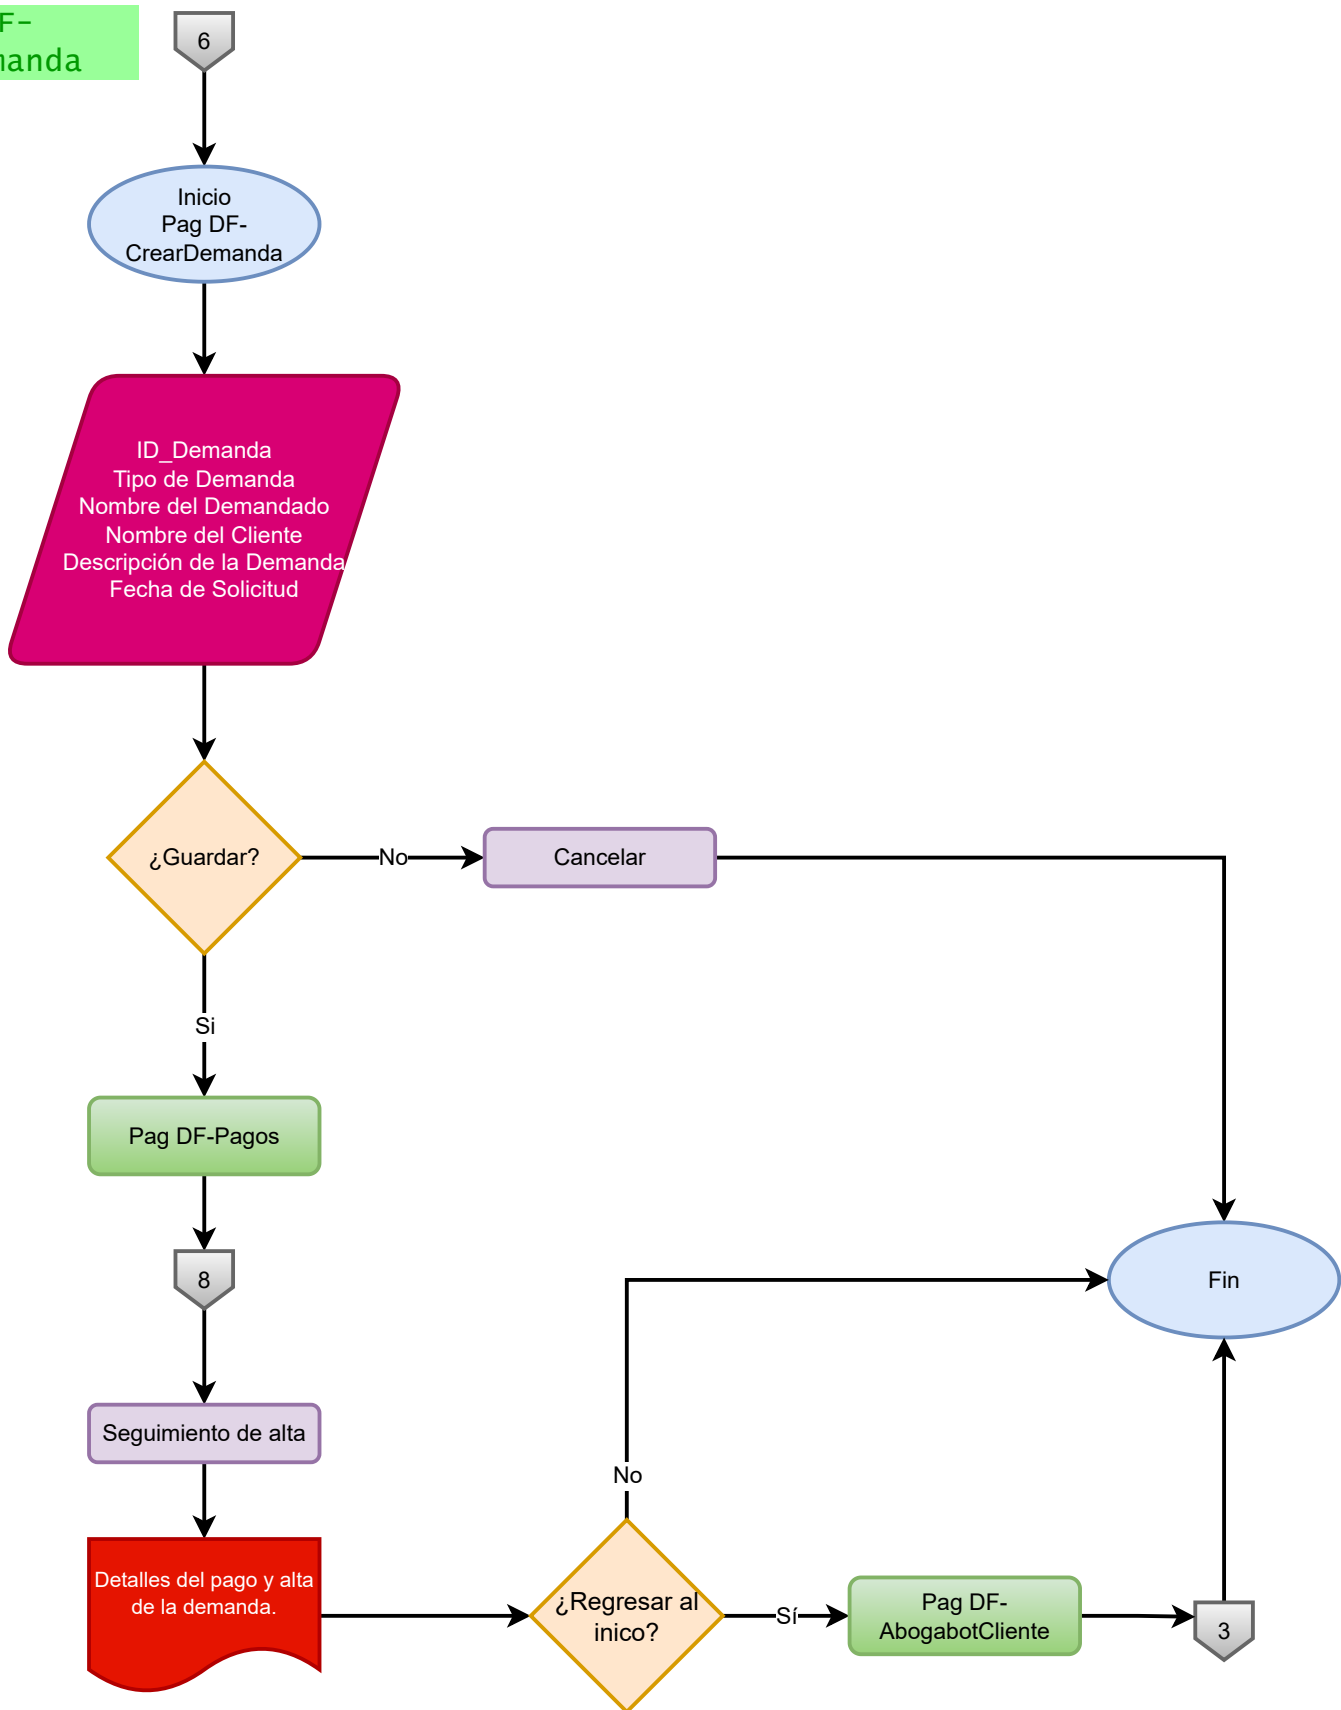 F-
manda
6
Inicio
Pag DF-
CrearDemanda
ID_Demanda
Tipo de Demanda
Nombre del Demandado
Nombre del Cliente
Descripción de la Demanda
Fecha de Solicitud
¿Guardar?
No
Cancelar
Si
Pag DF-Pagos
8
Fin
Seguimiento de alta
No
Detalles del pago y alta
de la demanda.
¿Regresar al
inico?
Sí
Pag DF-
AbogabotCliente
3